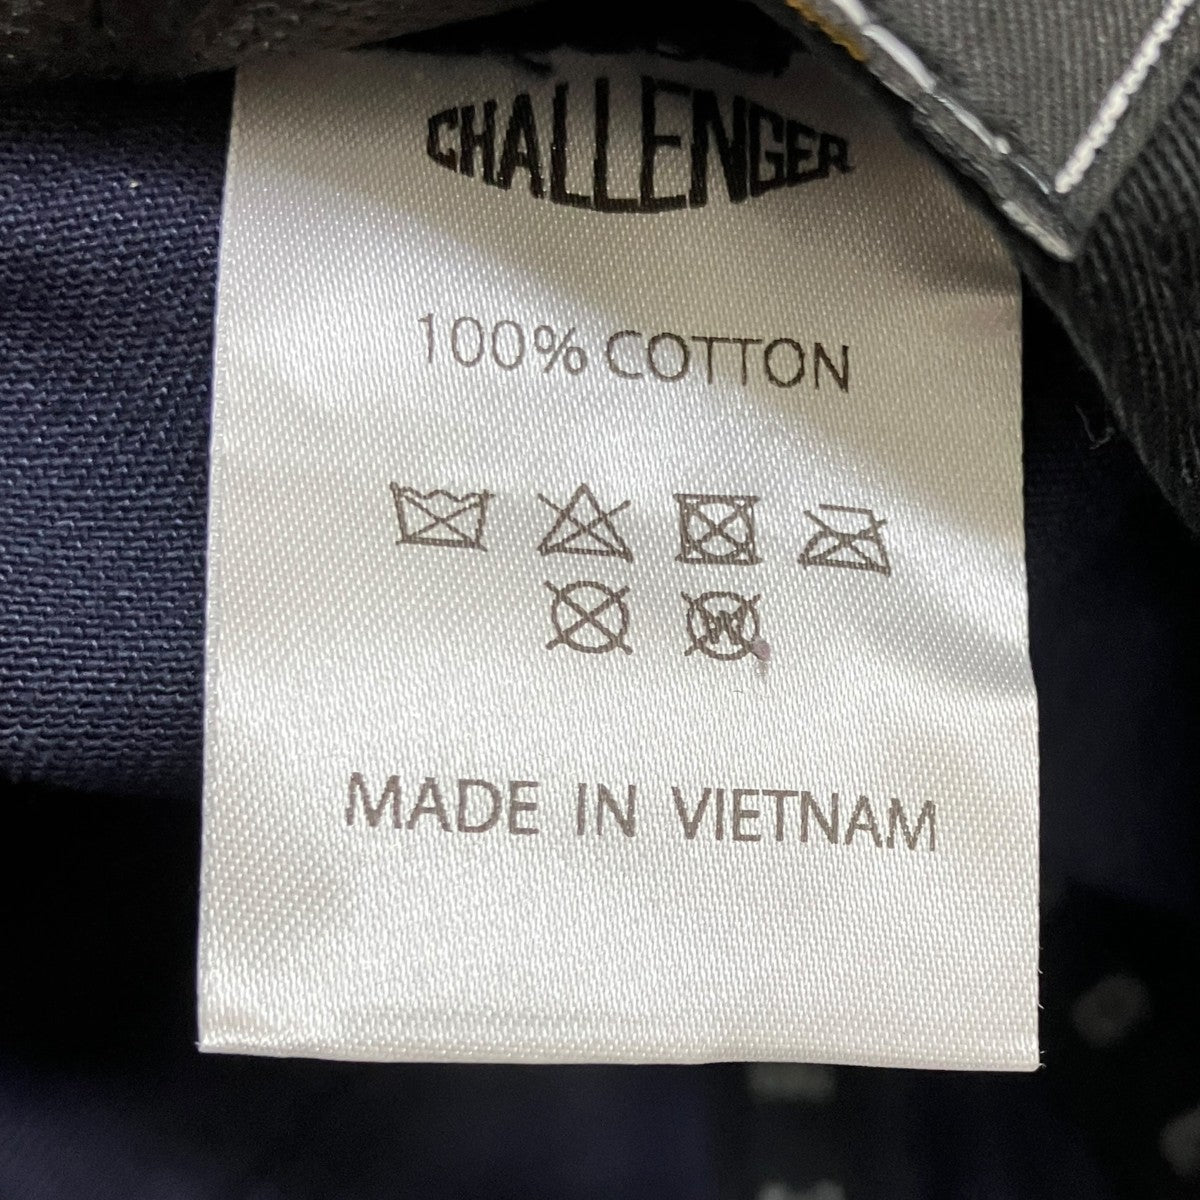 CHALLENGER
100% COTTON
W
MADE IN VIETNAM